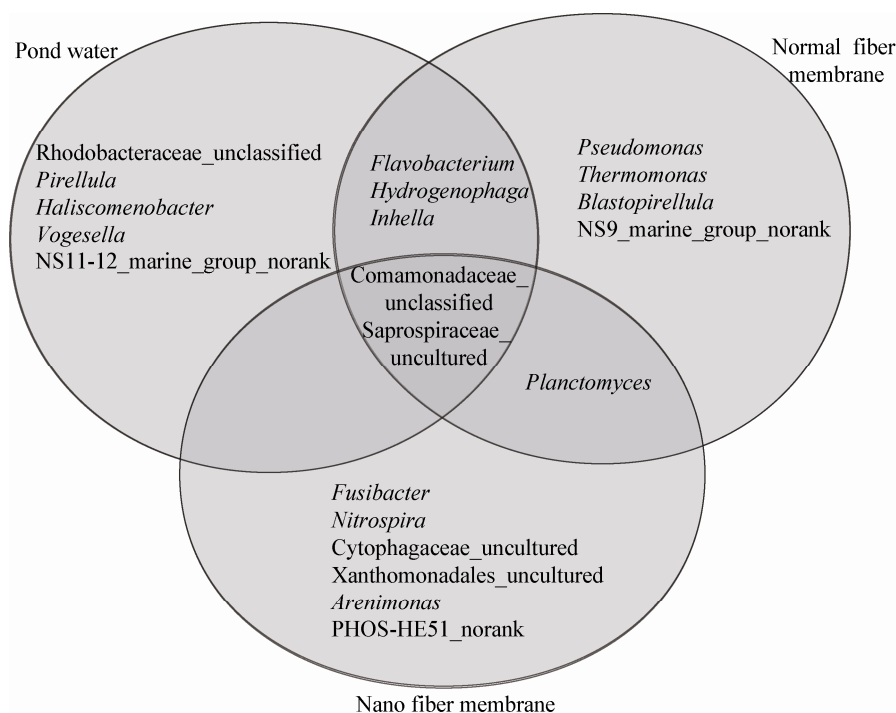 Pond water
Normal fiber
membrane
Rhodobacteraceae_unclassified
Pirellula
Haliscomenobacter
Vogesella
NS11-12_marine_group_norank
Flavobacterium
Hydrogenophaga
Inhella
Pseudomonas
Thermomonas
Blastopirellula
NS9_marine_group_norank
Comamonadaceae_
unclassified
Saprospiraceae_
uncultured
Planctomyces
Fusibacter
Nitrospira
Cytophagaceae_uncultured
Xanthomonadales_uncultured
Arenimonas
PHOS-HE51_norank
Nano fiber membrane